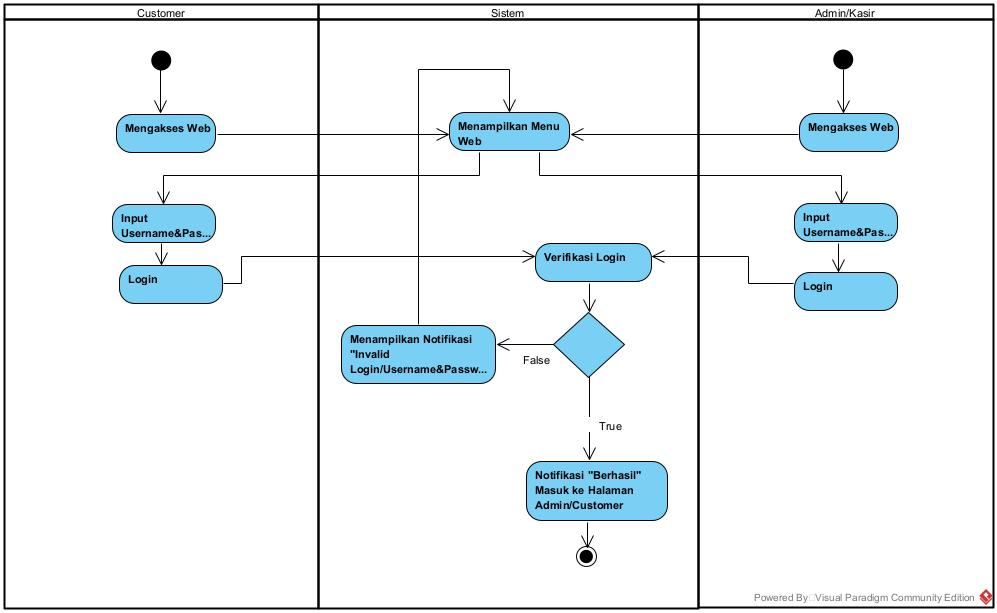 Customer
Sistem
Admin/Kasir
Mengakses Web
Menampilkan Menu
Web
Mengakses Web
Input
Username&Pas...
Input
Username&Pas...
Login
Verifikasi Login
Login
Menampilkan Notifikasi
"Invalid
Login/Username&Passw...
False
True
Notifikasi "Berhasil"
Masuk ke Halaman
Admin/Customer
Powered By Visual Paradigm Community Edition